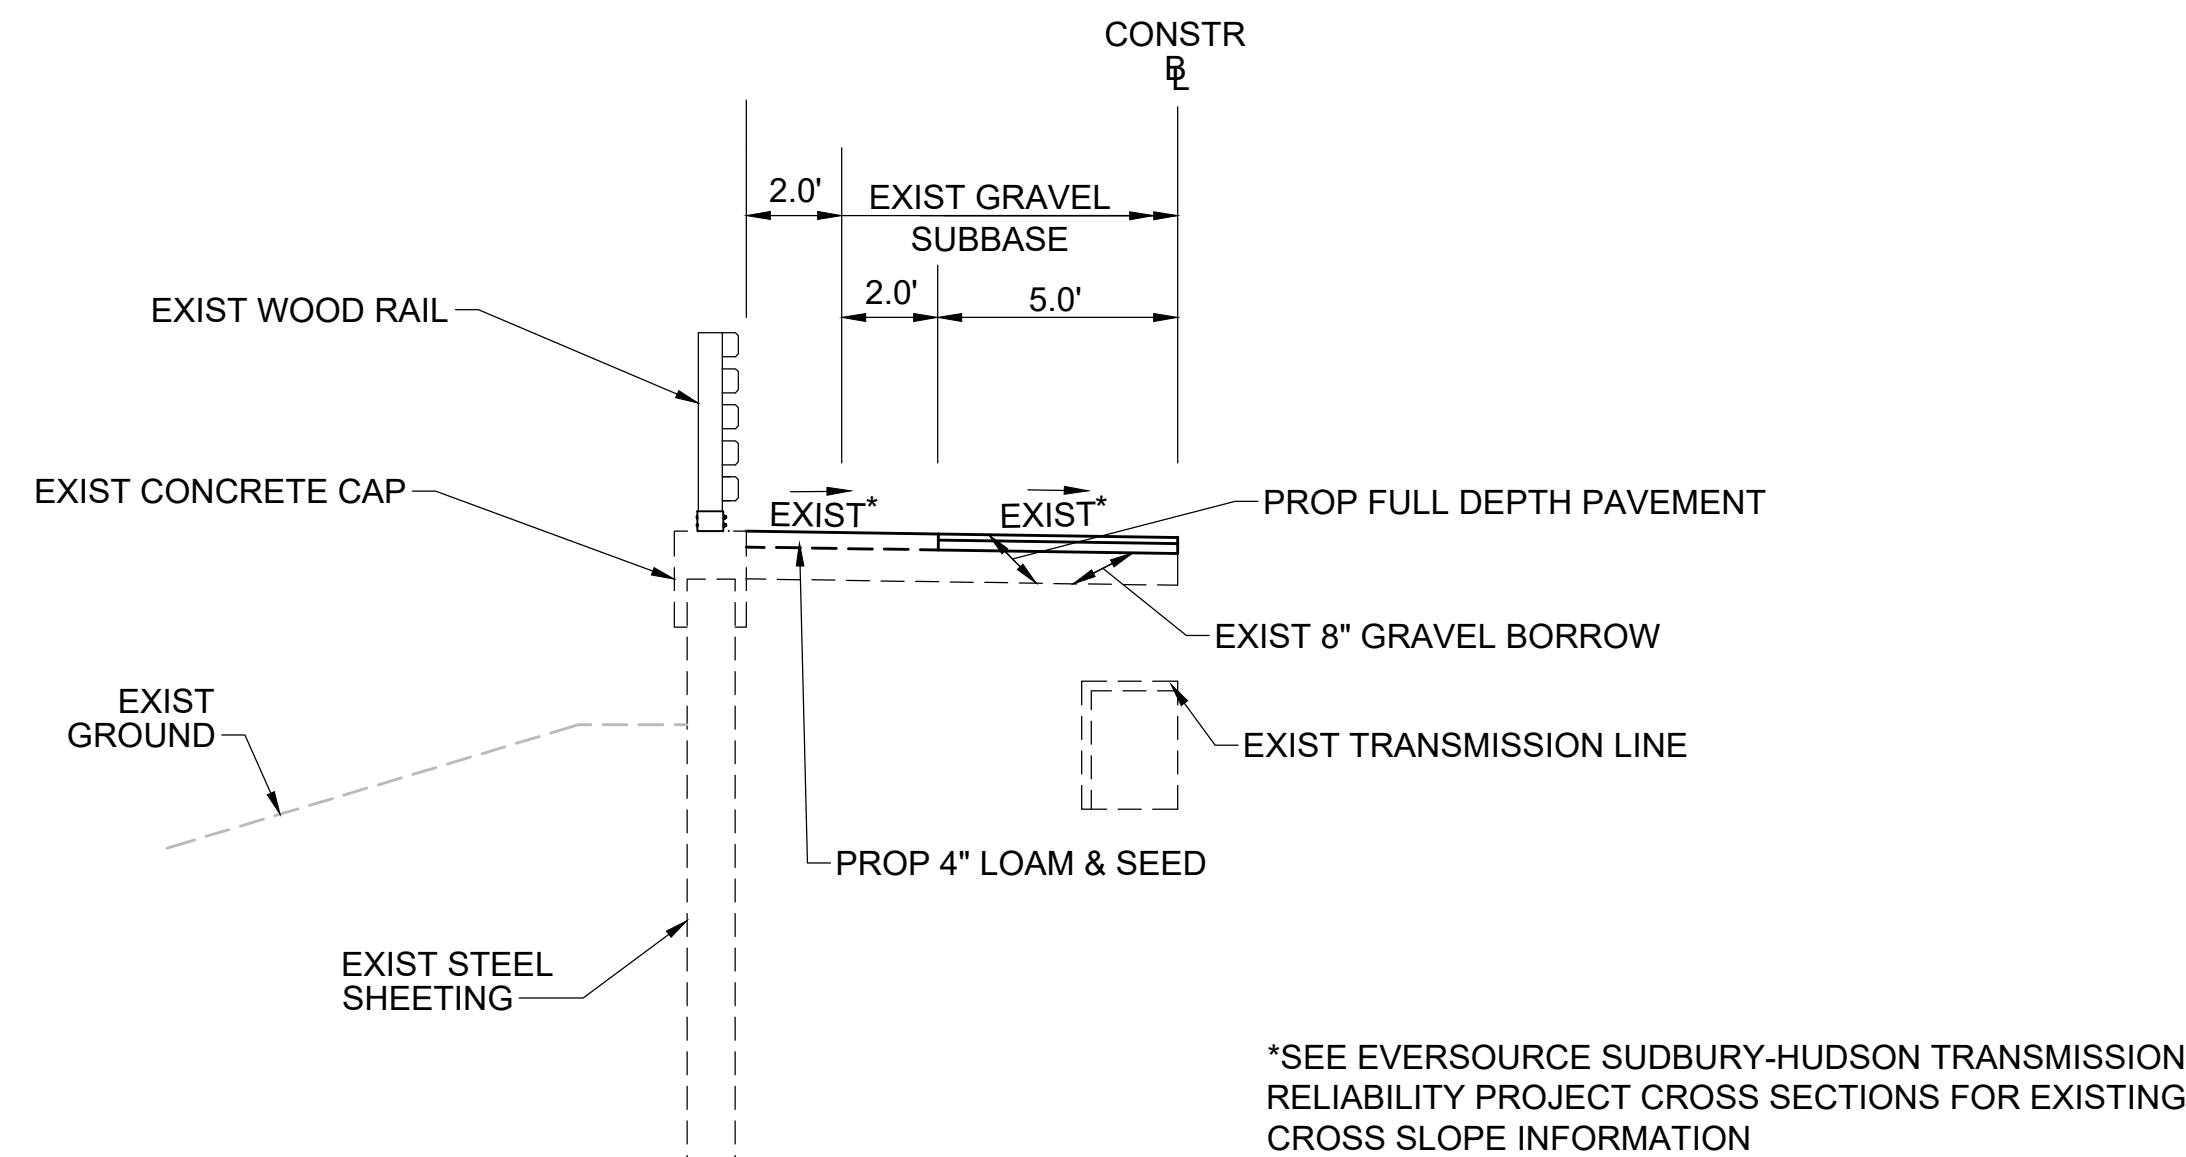 CONSTR
BL
2.0'
EXIST GRAVEL
SUBBASE
2.0'
5.0'
EXIST WOOD RAIL
EXIST CONCRETE CAP
EXIST*
EXIST*
PROP FULL DEPTH PAVEMENT
EXIST 8" GRAVEL BORROW
EXIST
GROUND
EXIST TRANSMISSION LINE
PROP 4" LOAM & SEED
EXIST STEEL
SHEETING
*SEE EVERSOURCE SUDBURY-HUDSON TRANSMISSION
RELIABILITY PROJECT CROSS SECTIONS FOR EXISTING
CROSS SLOPE INFORMATION